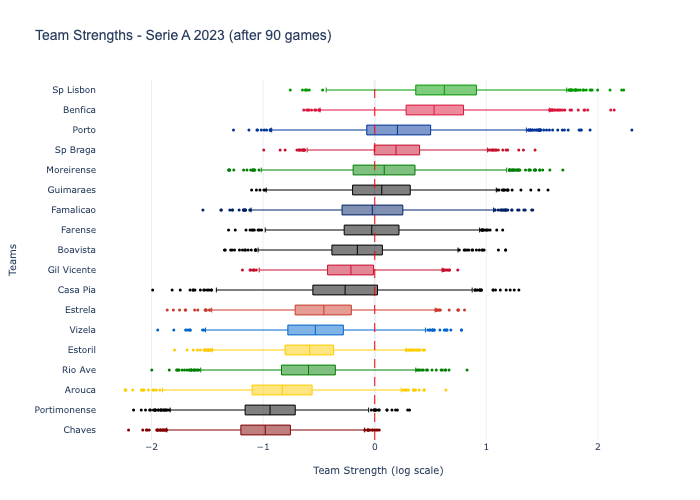 Team Strengths - Serie A 2023 (after 90 games)
Sp Lisbon
Benfica
Porto
Sp Braga
Moreirense
Guimaraes
Famalicao
Farense
Boavista
Gil Vicente
Casa Pia
Estrela
Vizela
Estoril
Rio Ave
Arouca
Portimonense
Chaves
Teams
−2 −1 0 1 2
Team Strength (log scale)